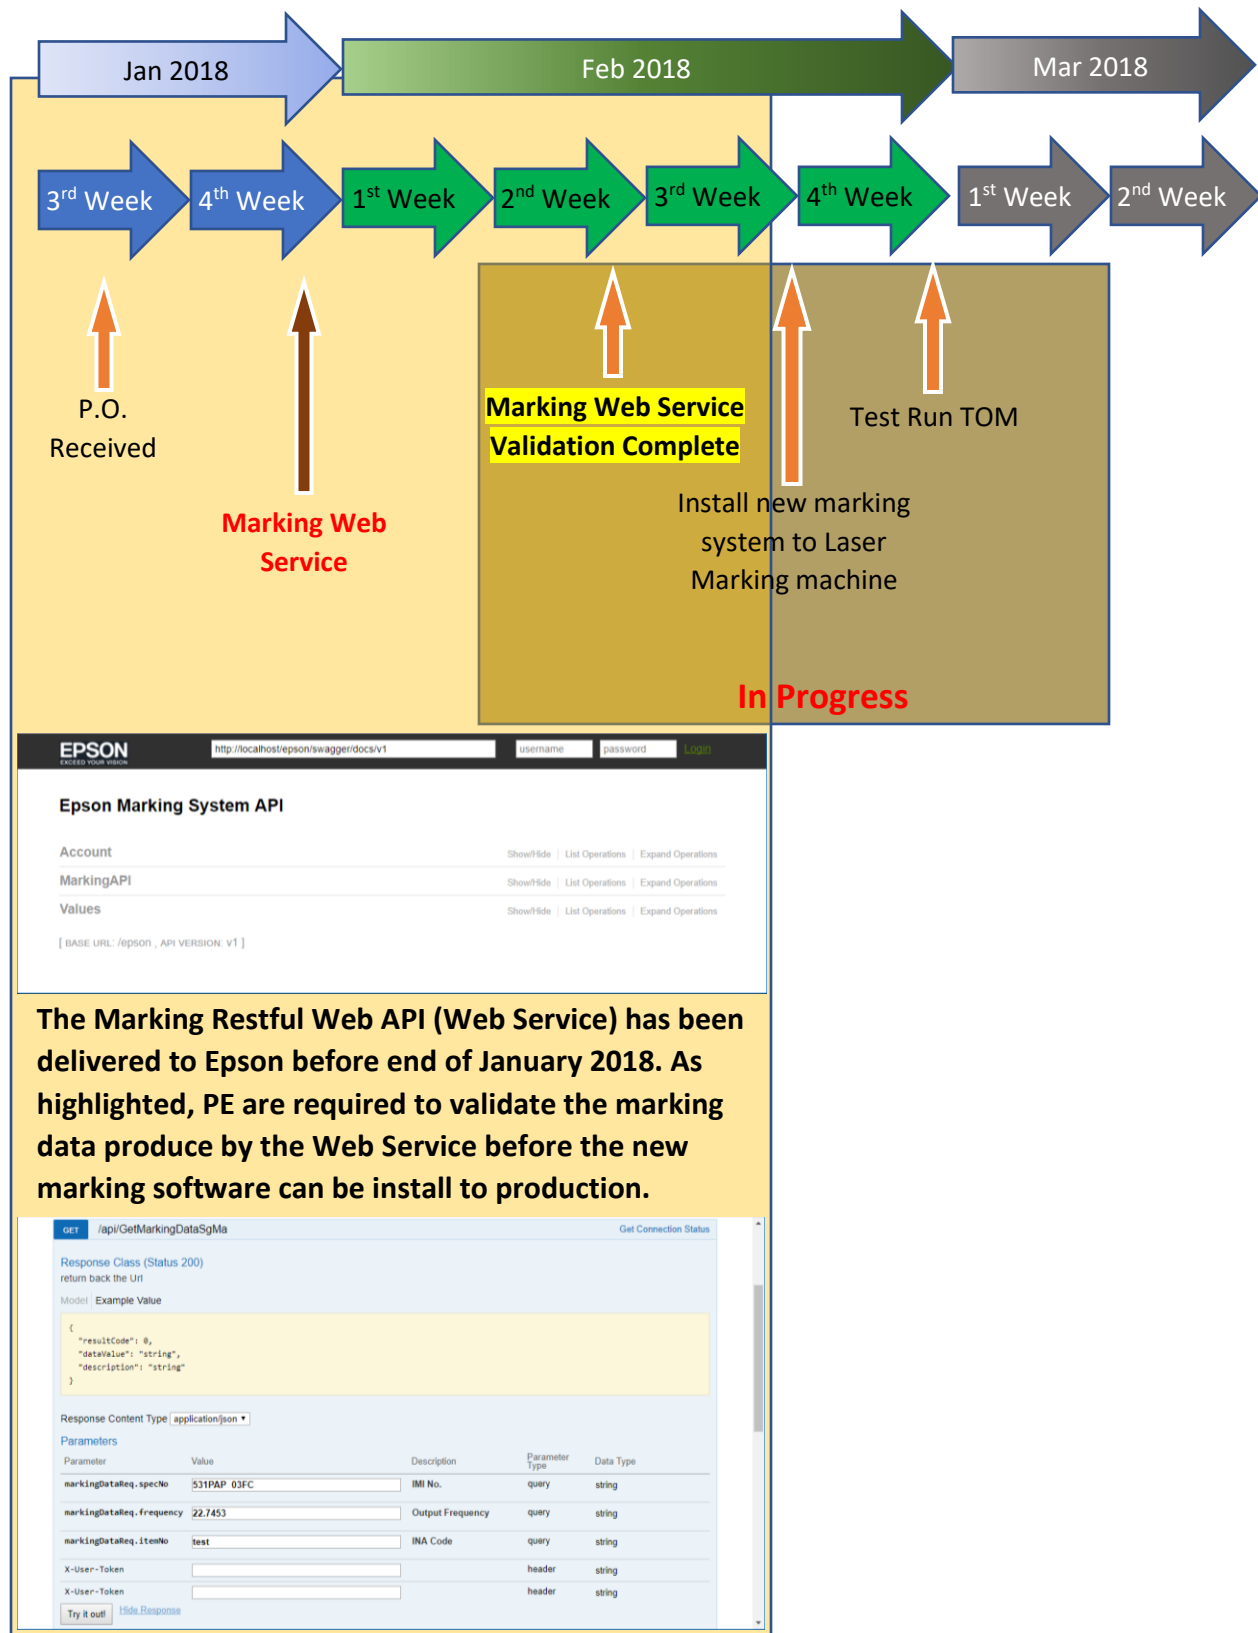 Jan 2018
Feb 2018
Mar 2018
3rd Week
4th Week
1st Week
2nd Week
3rd Week
4th Week
1st Week
2nd Week
P.O.
Received
Marking Web
Service
Marking Web Service
Validation Complete
Install new marking
system to Laser
Marking machine
Test Run TOM
In Progress
EPSON
EXCEED YOUR VISION
http://localhost/epson/swagger/docs/v1
username
password
Login
Epson Marking System API
Account
Show/Hide | List Operations | Expand Operations
MarkingAPI
Show/Hide | List Operations | Expand Operations
Values
Show/Hide | List Operations | Expand Operations
[ BASE URL: /epson , API VERSION: v1 ]
The Marking Restful Web API (Web Service) has been
delivered to Epson before end of January 2018. As
highlighted, PE are required to validate the marking
data produce by the Web Service before the new
marking software can be install to production.
GET /api/GetMarkingDataSgMa Get Connection Status
Response Class (Status 200)
return back the Url
Model | Example Value
{
"resultCode": 0,
"dataValue": "string",
"description": "string"
}
Response Content Type application/json
Parameters
Parameter Value Description Parameter Type Data Type
markingDataReq.specNo 531PAP 03FC IMI No. query string
markingDataReq.frequency 22.7453 Output Frequency query string
markingDataReq.itemNo test INA Code query string
X-User-Token header string
X-User-Token header string
Try it out! Hide Response